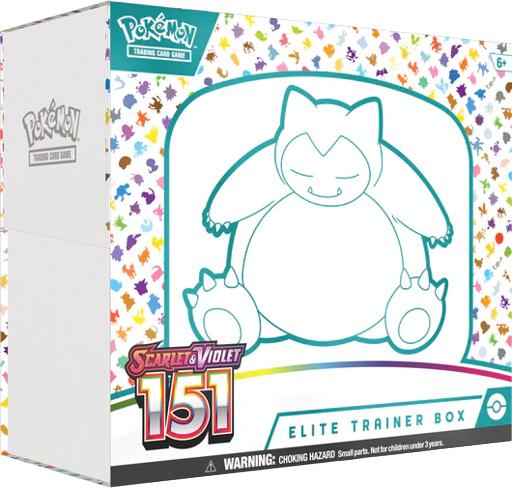 Pokémon
TRADING CARD GAME
6+
Pokémon
TRADING CARD GAME
SCARLET & VIOLET
151
ELITE TRAINER BOX
WARNING: CHOKING HAZARD Small parts. Not for children under 3 years.